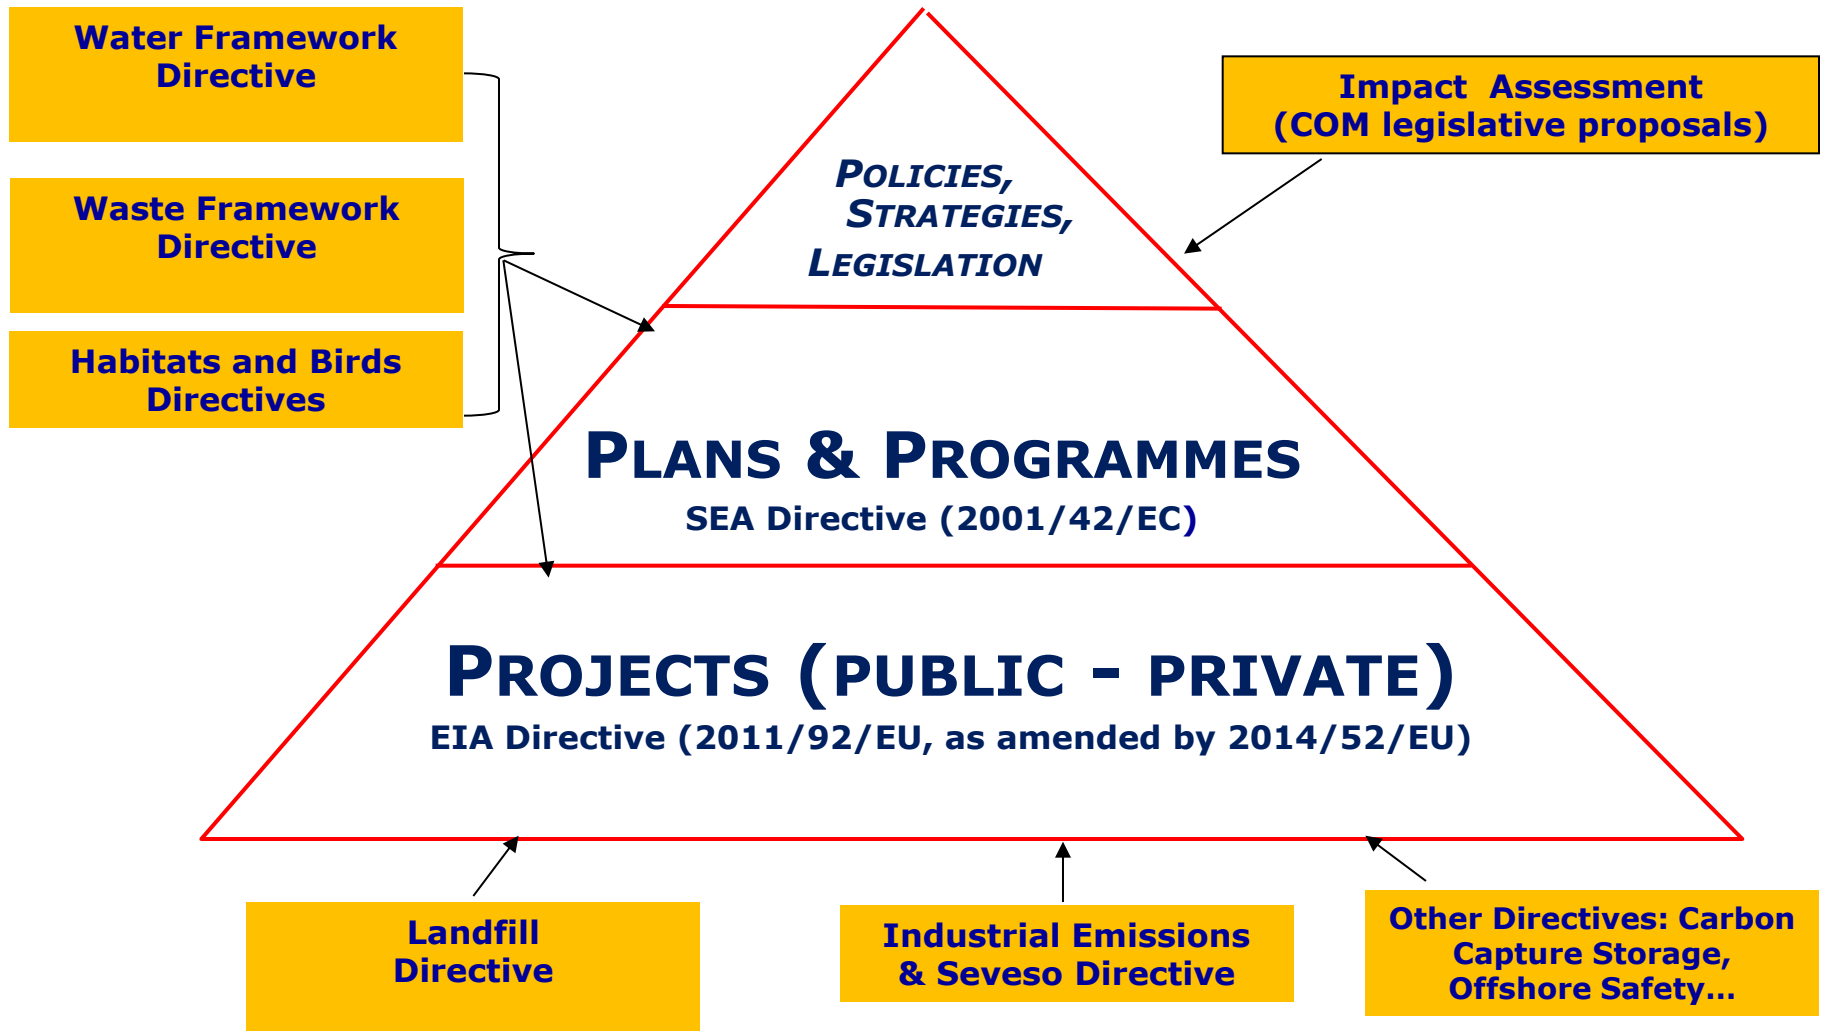 Water Framework
Directive
Impact Assessment
(COM legislative proposals)
POLICIES,
STRATEGIES,
LEGISLATION
Waste Framework
Directive
Habitats and Birds
Directives
PLANS & PROGRAMMES
SEA Directive (2001/42/EC)
PROJECTS (PUBLIC - PRIVATE)
EIA Directive (2011/92/EU, as amended by 2014/52/EU)
Landfill
Directive
Industrial Emissions
& Seveso Directive
Other Directives: Carbon
Capture Storage,
Offshore Safety…